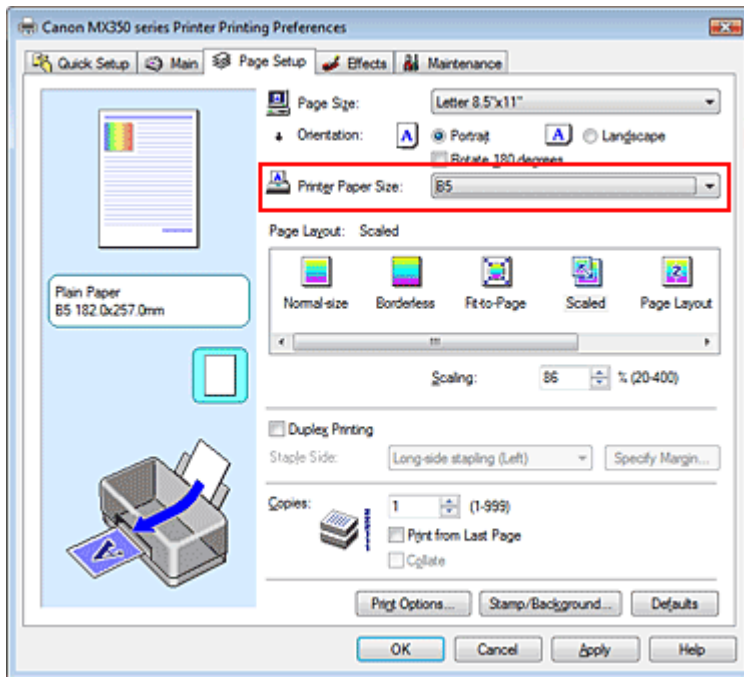 Canon MX350 series Printer Printing Preferences
Quick Setup Main Page Setup Effects Maintenance
Page Size: Letter 8.5"x11"
Orientation: A Portrait A Landscape
Rotate 180 degrees
Printer Paper Size: B5
Page Layout: Scaled
Normal-size Borderless Fit-to-Page Scaled Page Layout
Plain Paper
B5 182.0x257.0mm
Scaling: 86 % (20-400)
Duplex Printing
Staple Side: Long-side stapling (Left) Specify Margin...
Copies: 1 (1-999)
Print from Last Page
Collate
Print Options... Stamp/Background... Defaults
OK Cancel Apply Help